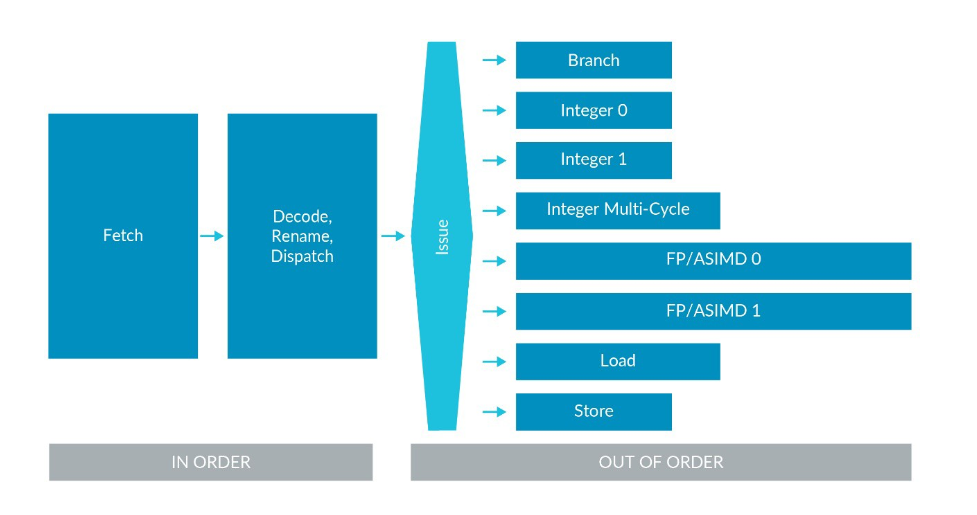 Fetch
Decode,
Rename,
Dispatch
Issue
Branch
Integer 0
Integer 1
Integer Multi-Cycle
FP/ASIMD 0
FP/ASIMD 1
Load
Store
IN ORDER
OUT OF ORDER